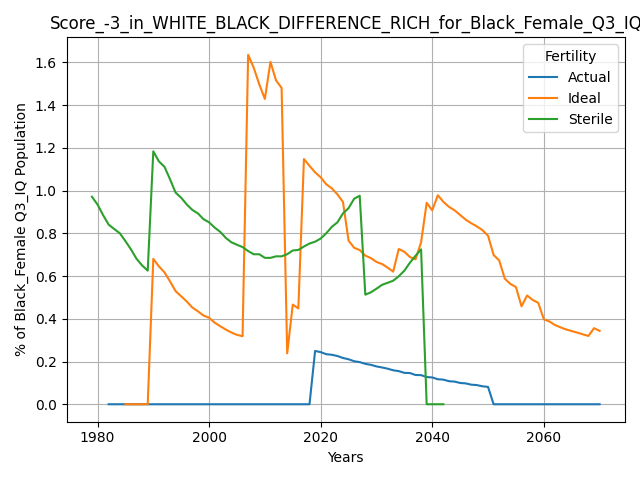 Score_-3_in_WHITE_BLACK_DIFFERENCE_RICH_for_Black_Female_Q3_IQ
% of Black_Female Q3_IQ Population
1.6
1.4
1.2
1.0
0.8
0.6
0.4
0.2
0.0
Fertility
Actual
Ideal
Sterile
1980
2000
2020
2040
2060
Years